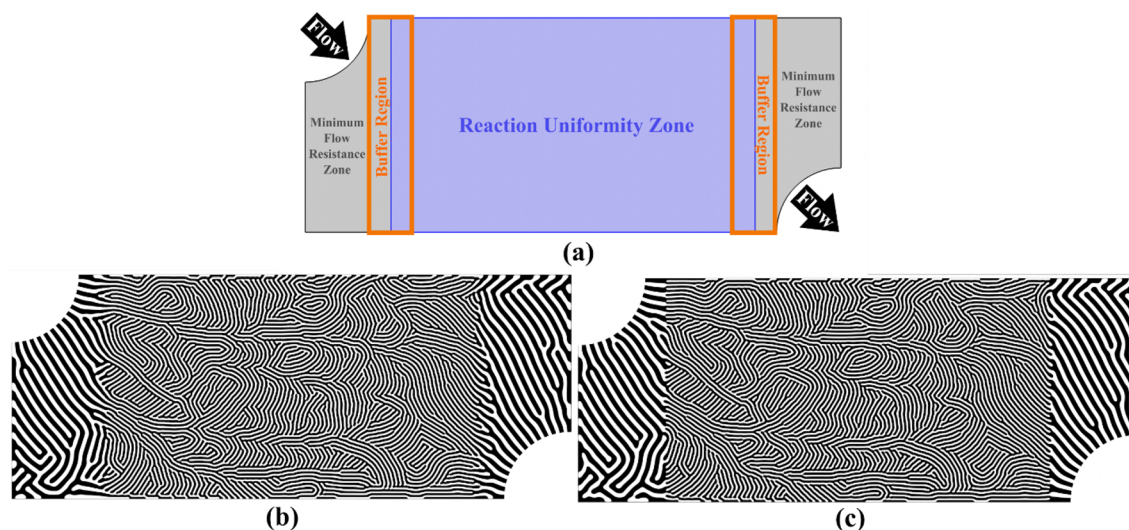 Flow
Minimum
Flow
Resistance
Zone
Buffer Region
Reaction Uniformity Zone
Buffer Region
Minimum
Flow
Resistance
Zone
Flow
(a)
(b)
(c)